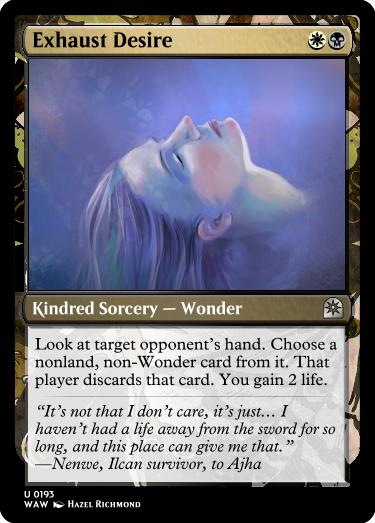 Exhaust Desire
Kindred Sorcery — Wonder
Look at target opponent's hand. Choose a
nonland, non-Wonder card from it. That
player discards that card. You gain 2 life.
“It's not that I don't care, it's just… I
haven't had a life away from the sword for so
long, and this place can give me that.”
—Nenwe, Ilcan survivor, to Ajha
U 0193
WAW Hazel Richmond